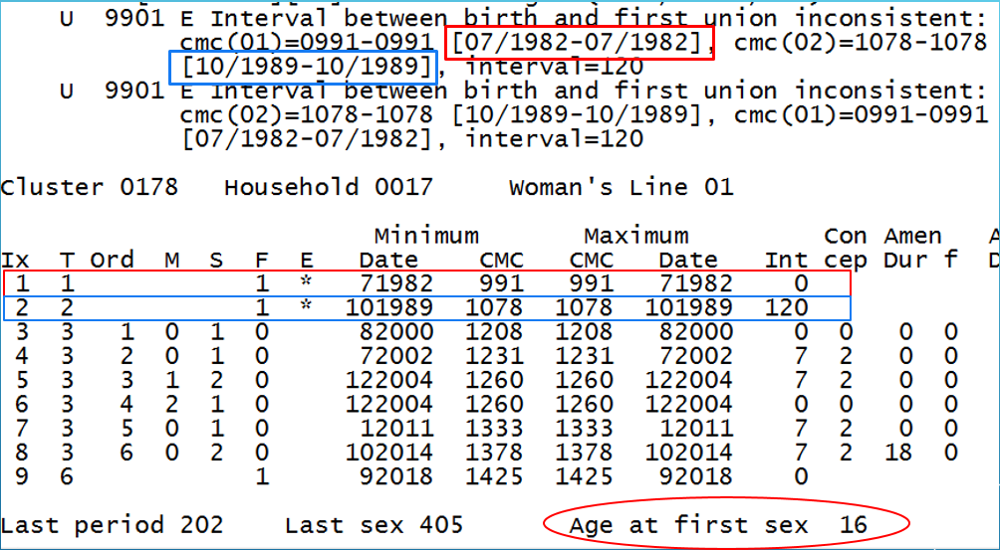 U  9901 E Interval between birth and first union inconsistent:
cmc(01)=0991-0991 [07/1982-07/1982], cmc(02)=1078-1078
[10/1989-10/1989], interval=120
U  9901 E Interval between birth and first union inconsistent:
cmc(02)=1078-1078 [10/1989-10/1989], cmc(01)=0991-0991
[07/1982-07/1982], interval=120
Cluster 0178   Household 0017     Woman's Line 01
Minimum       Maximum         Con Amen
Ix  T Ord  M  S  F  E   Date    CMC   CMC   Date   Int cep Dur f
1  1            1  *   71982   991   991   71982    0
2  2            1  *  101989  1078  1078  101989  120
3  3   1  0  1  0      82000  1208  1208   82000    0   0   0  0
4  3   2  0  1  0      72002  1231  1231   72002    7   2   0  0
5  3   3  1  2  0     122004  1260  1260  122004    7   2   0  0
6  3   4  2  1  0     122004  1260  1260  122004    0   0   0  0
7  3   5  0  1  0      12011  1333  1333   12011    7   2   0  0
8  3   6  0  2  0     102014  1378  1378  102014    7   2  18  0
9  6            1      92018  1425  1425   92018    0
Last period 202    Last sex 405       Age at first sex  16